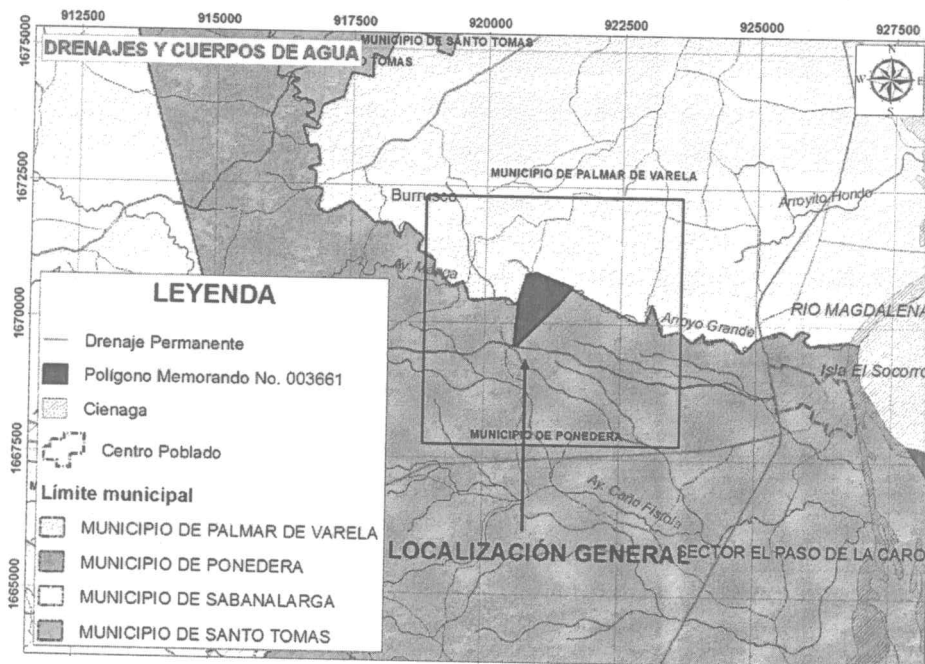 912500 915000 917500 920000 922500 925000 927500
1675000
DRENAJES Y CUERPOS DE AGUA
MUNICIPIO DE SANTO TOMAS
TOMAS
N
W E
S
1672500
MUNICIPIO DE PALMAR DE VARELA
Burrusco
Arroyito Hondo
Ay. Manga
1670000
RIO MAGDALENA
Arroyo Grande
Isla El Socorro
1667500
MUNICIPIO DE PONEDERA
Ay. Caño Fistola
LOCALIZACIÓN GENERAL
SECTOR EL PASO DE LA CARO
1665000
LEYENDA
Drenaje Permanente
Polígono Memorando No. 003661
Cienaga
Centro Poblado
Límite municipal
MUNICIPIO DE PALMAR DE VARELA
MUNICIPIO DE PONEDERA
MUNICIPIO DE SABANALARGA
MUNICIPIO DE SANTO TOMAS